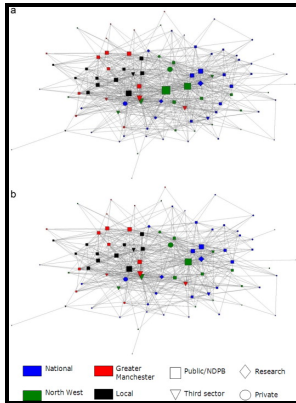 a
b
National
Greater
Manchester
Public/NDPB
Research
North West
Local
Third sector
Private